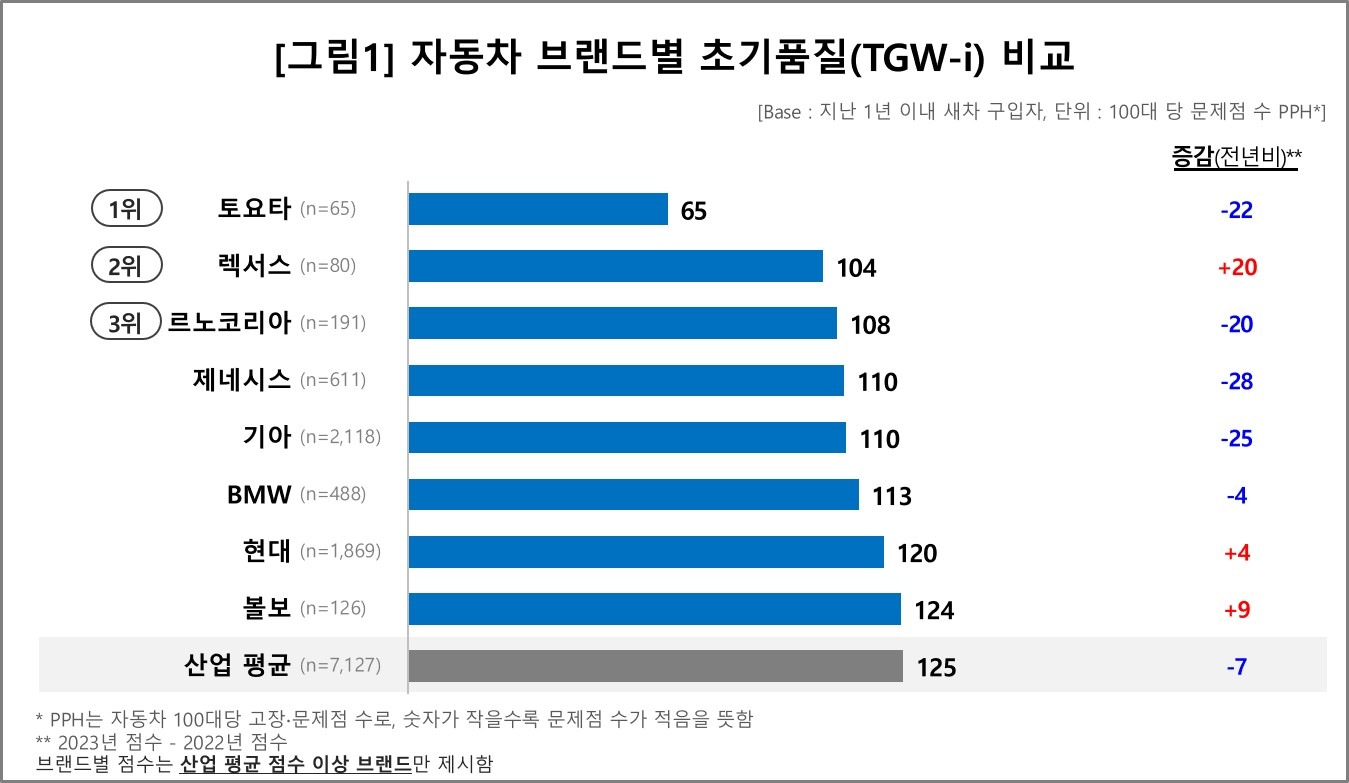 [그림1] 자동차 브랜드별 초기품질(TGW-i) 비교
[Base : 지난 1년 이내 새차 구입자, 단위 : 100대 당 문제점 수 PPH*]
증감(전년비)**
1위 토요타 (n=65) 65 -22
2위 렉서스 (n=80) 104 +20
3위 르노코리아 (n=191) 108 -20
제네시스 (n=611) 110 -28
기아 (n=2,118) 110 -25
BMW (n=488) 113 -4
현대 (n=1,869) 120 +4
볼보 (n=126) 124 +9
산업 평균 (n=7,127) 125 -7
* PPH는 자동차 100대당 고장·문제점 수로, 숫자가 작을수록 문제점 수가 적음을 뜻함
** 2023년 점수 - 2022년 점수
브랜드별 점수는 산업 평균 점수 이상 브랜드만 제시함